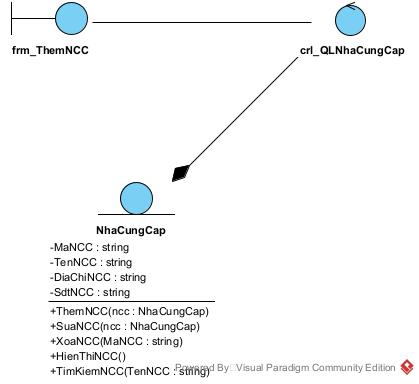 frm_ThemNCC
crl_QLNhaCungCap
NhaCungCap
-MaNCC : string
-TenNCC : string
-DiaChiNCC : string
-SdtNCC : string
+ThemNCC(ncc : NhaCungCap)
+SuaNCC(ncc : NhaCungCap)
+XoaNCC(MaNCC : string)
+HienThiNCC()
+TimKiemNCC(TenNCC : string)
Powered By Visual Paradigm Community Edition